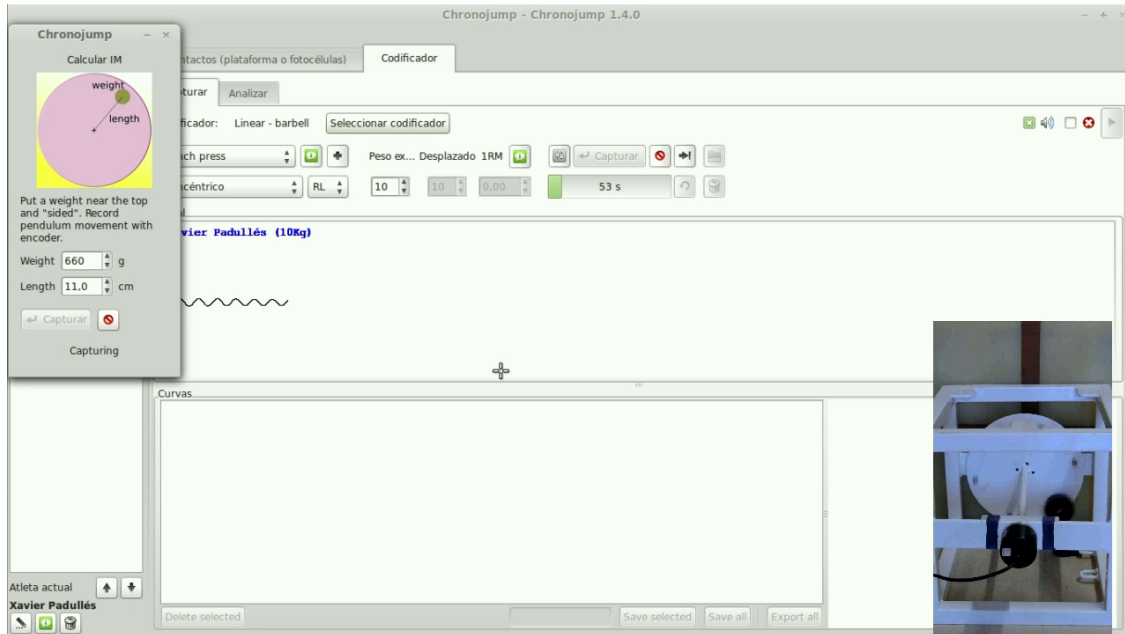 Chronojump - Chronojump 1.4.0
Chronojump
Calcular IM
weight
length
Put a weight near the top
and "sided". Record
pendulum movement with
encoder.
Weight 660 g
Length 11,0 cm
Capturar
Capturing
ntactos (plataforma o fotocélulas) Codificador
turar Analizar
ificador: Linear - barbell Seleccionar codificador
nch press Peso ex... Desplazado 1RM Capturar
céntrico RL 10 10 0,00 53 s
vier Padullés (10Kg)
Curvas
Atleta actual
Xavier Padullés
Delete selected Save selected Save all Export all